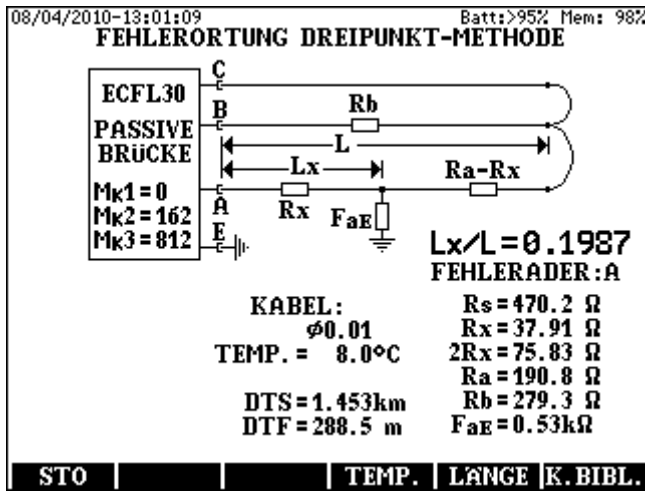 08/04/2010-13:01:09 Batt:>95% Mem: 98%
FEHLERORTUNG DREIPUNKT-METHODE
C
ECFL30
B
Rb
PASSIVE
BRÜCKE
L
Lx
Ra-Rx
Mк1=0
A
Rx
FaE
Mк2=162
Mк3=812
E
Lx/L=0.1987
FEHLERADER:A
KABEL:
ø0.01
TEMP.= 8.0°C
DTS=1.453km
DTF=288.5 m
Rs=470.2 Ω
Rx=37.91 Ω
2Rx=75.83 Ω
Ra=190.8 Ω
Rb=279.3 Ω
FaE=0.53kΩ
STO TEMP. LÄNGE K.BIBL.